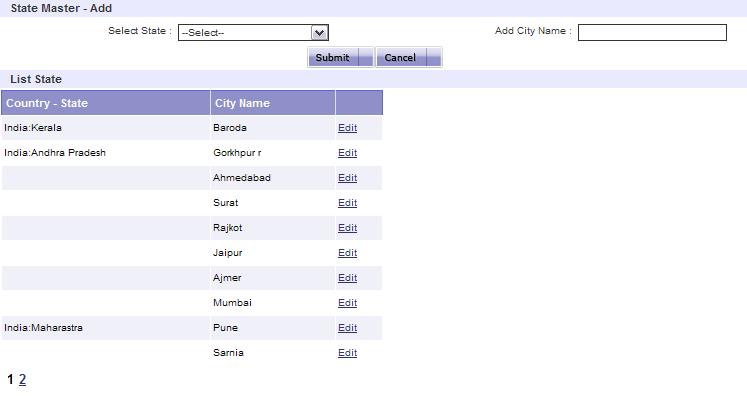 State Master - Add
Select State : --Select-- Add City Name :
Submit Cancel
List State
Country - State City Name
India:Kerala Baroda Edit
India:Andhra Pradesh Gorkhpur r Edit
Ahmedabad Edit
Surat Edit
Rajkot Edit
Jaipur Edit
Ajmer Edit
Mumbai Edit
India:Maharastra Pune Edit
Sarnia Edit
1 2